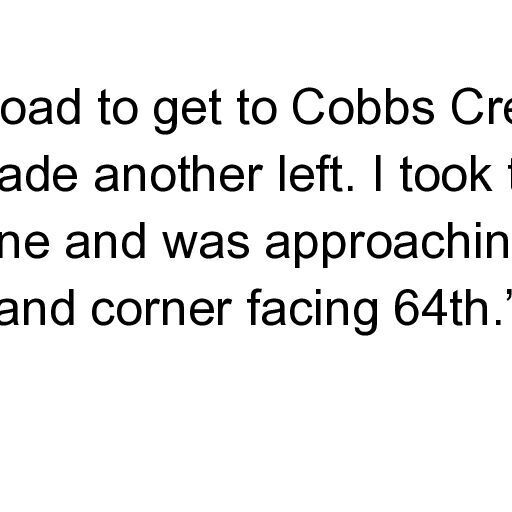 oad to get to Cobbs Cre
ade another left. I took t
ne and was approachin
and corner facing 64th.”